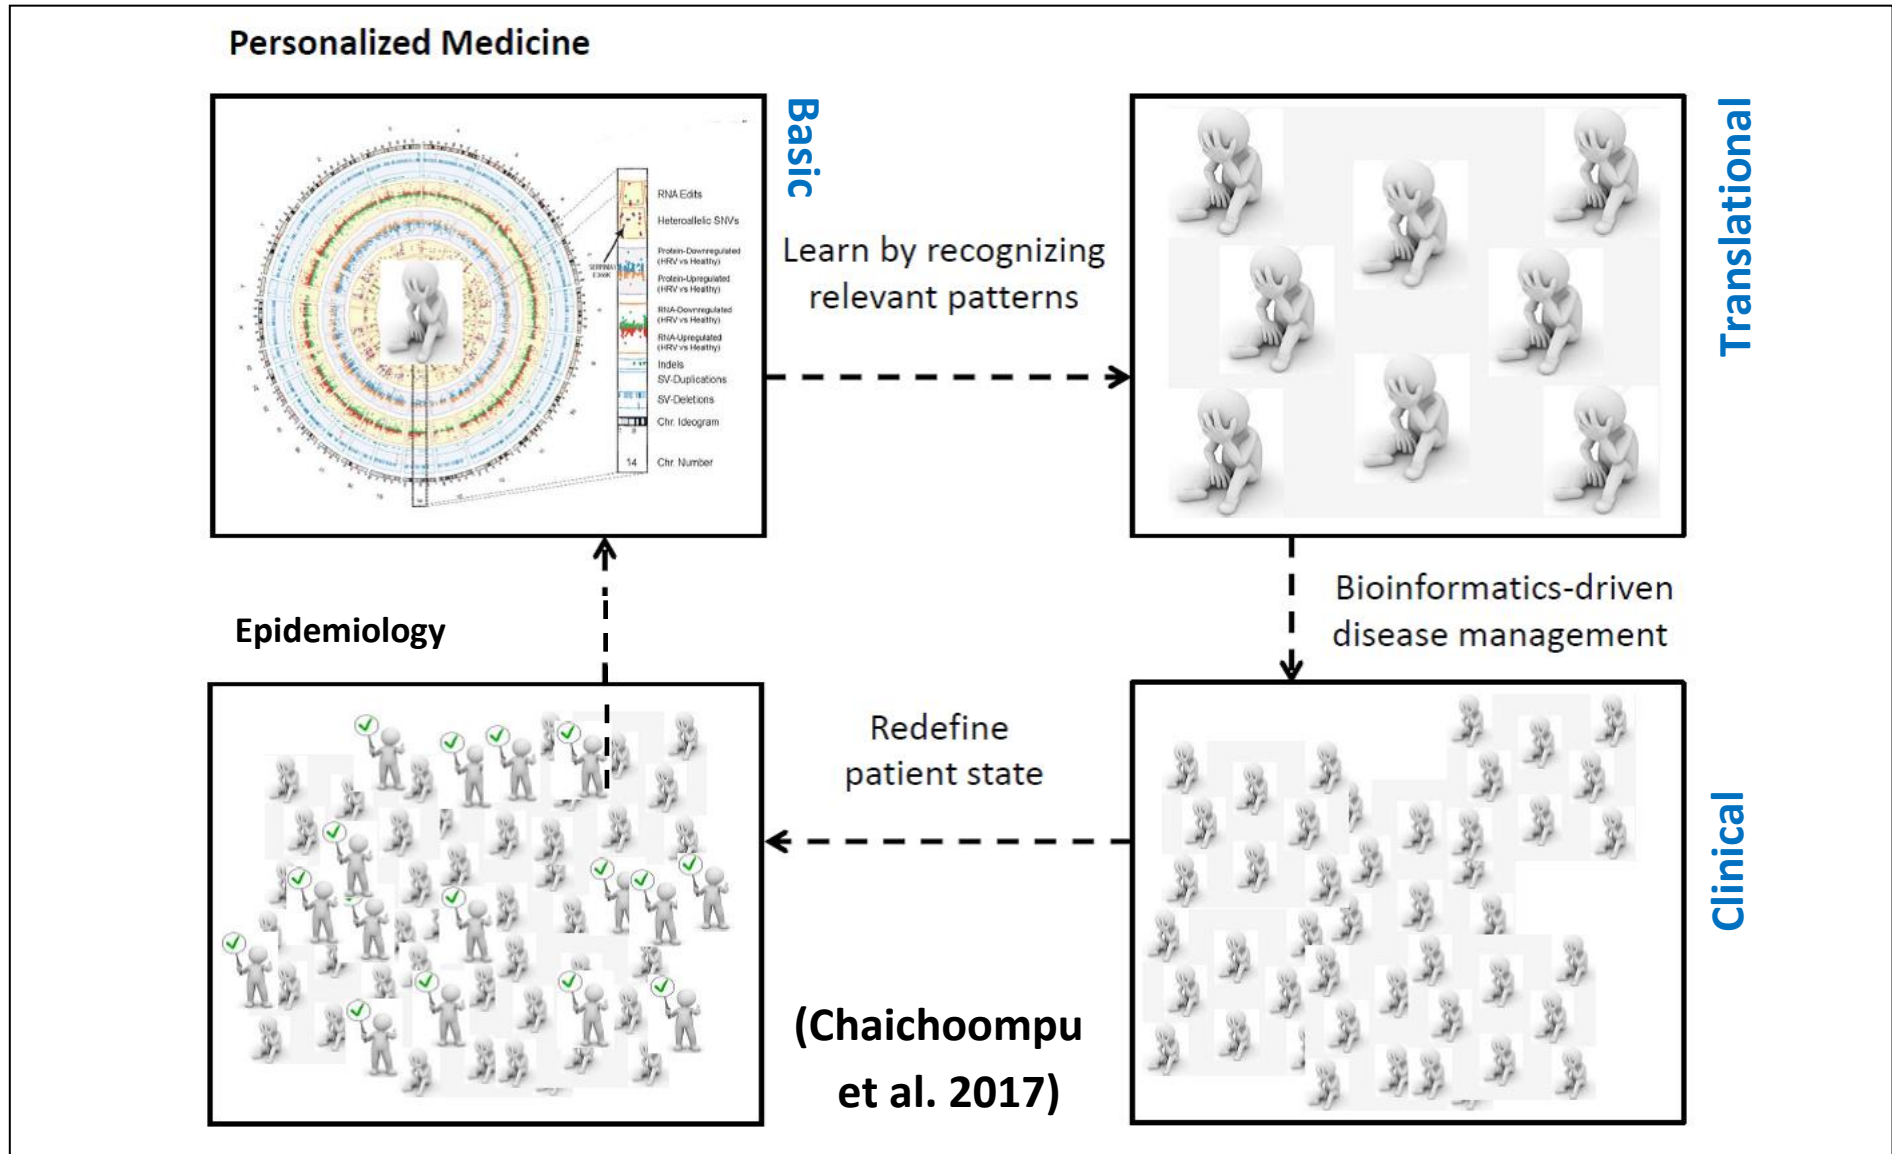 Personalized Medicine
Basic
RNA Edits
Heteroallelic SNVs
Protein-Downregulated
(HRV vs Healthy)
Protein-Upregulated
(HRV vs Healthy)
RNA-Downregulated
(HRV vs Healthy)
RNA-Upregulated
(HRV vs Healthy)
Indels
SV-Duplications
SV-Deletions
Chr. Ideogram
14 Chr. Number
Learn by recognizing
relevant patterns
Translational
Bioinformatics-driven
disease management
Epidemiology
Redefine
patient state
Clinical
(Chaichoompu
et al. 2017)